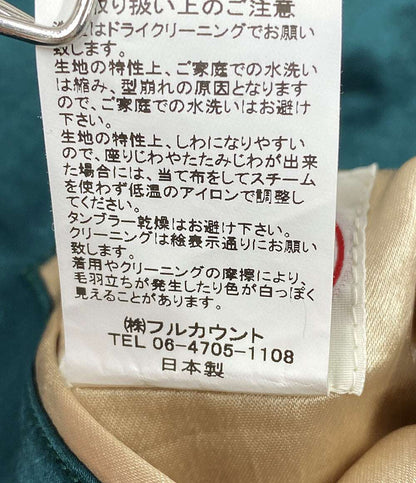 取り扱い上のご注意
洗濯はドライクリーニングでお願い
致します。
生地の特性上、ご家庭での水洗い
は縮み、型崩れの原因となります
ので、ご家庭での水洗いはお避け
下さい。
生地の特性上、しわになりやすい
ので、座りじわやたたみじわが出来
た場合には、当て布をしてスチーム
を使わず低温のアイロンで調整し
てください。
タンブラー乾燥はお避け下さい。
クリーニングは絵表示通りにお願い
致します。
着用やクリーニングの摩擦により、
毛羽立ちが発生したり色が白っぽく
見えることがあります。
㈱フルカウント
TEL 06-4705-1108
日本製